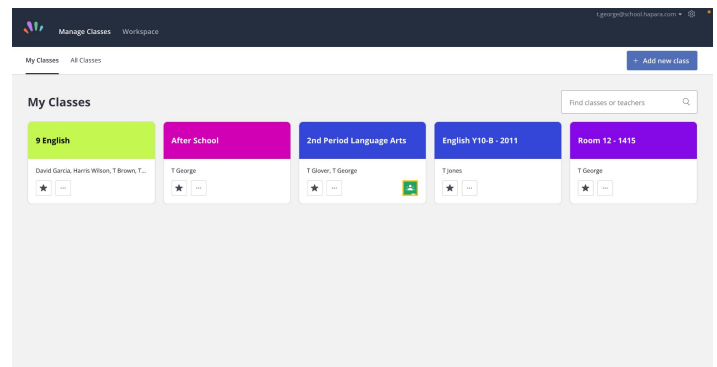 t.george@school.hapara.com
Manage Classes Workspace
My Classes All Classes
+ Add new class
My Classes
Find classes or teachers
9 English
After School
2nd Period Language Arts
English Y10-B - 2011
Room 12 - 1415
David Garcia, Harris Wilson, T Brown, T...
T George
T Glover, T George
T Jones
T George